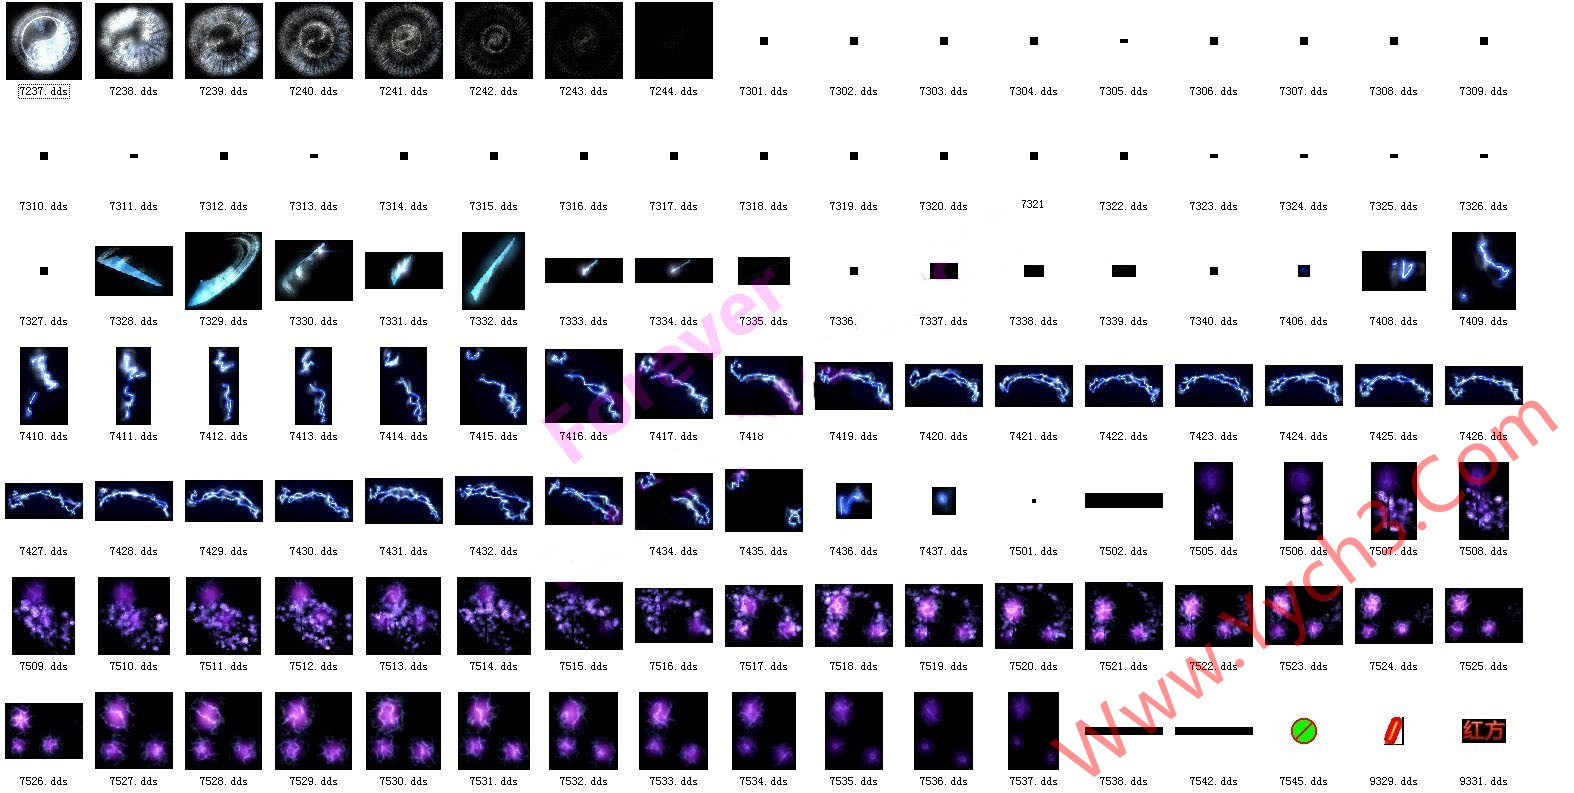 7237.dds 7238.dds 7239.dds 7240.dds 7241.dds 7242.dds 7243.dds 7244.dds 7301.dds 7302.dds 7303.dds 7304.dds 7305.dds 7306.dds 7307.dds 7308.dds 7309.dds
7310.dds 7311.dds 7312.dds 7313.dds 7314.dds 7315.dds 7316.dds 7317.dds 7318.dds 7319.dds 7320.dds 7321 7322.dds 7323.dds 7324.dds 7325.dds 7326.dds
7327.dds 7328.dds 7329.dds 7330.dds 7331.dds 7332.dds 7333.dds 7334.dds 7335.dds 7336. 7337.dds 7338.dds 7339.dds 7340.dds 7406.dds 7408.dds 7409.dds
Forever
7410.dds 7411.dds 7412.dds 7413.dds 7414.dds 7415.dds 7416.dds 7417.dds 7418 7419.dds 7420.dds 7421.dds 7422.dds 7423.dds 7424.dds 7425.dds 7426.dds
7427.dds 7428.dds 7429.dds 7430.dds 7431.dds 7432.dds 7434.dds 7435.dds 7436.dds 7437.dds 7501.dds 7502.dds 7505.dds 7506.dds 7507.dds 7508.dds
Www.Yych3.Com
7509.dds 7510.dds 7511.dds 7512.dds 7513.dds 7514.dds 7515.dds 7516.dds 7517.dds 7518.dds 7519.dds 7520.dds 7521.dds 7522.dds 7523.dds 7524.dds 7525.dds
红方
7526.dds 7527.dds 7528.dds 7529.dds 7530.dds 7531.dds 7532.dds 7533.dds 7534.dds 7535.dds 7536.dds 7537.dds 7538.dds 7542.dds 7545.dds 9329.dds 9331.dds